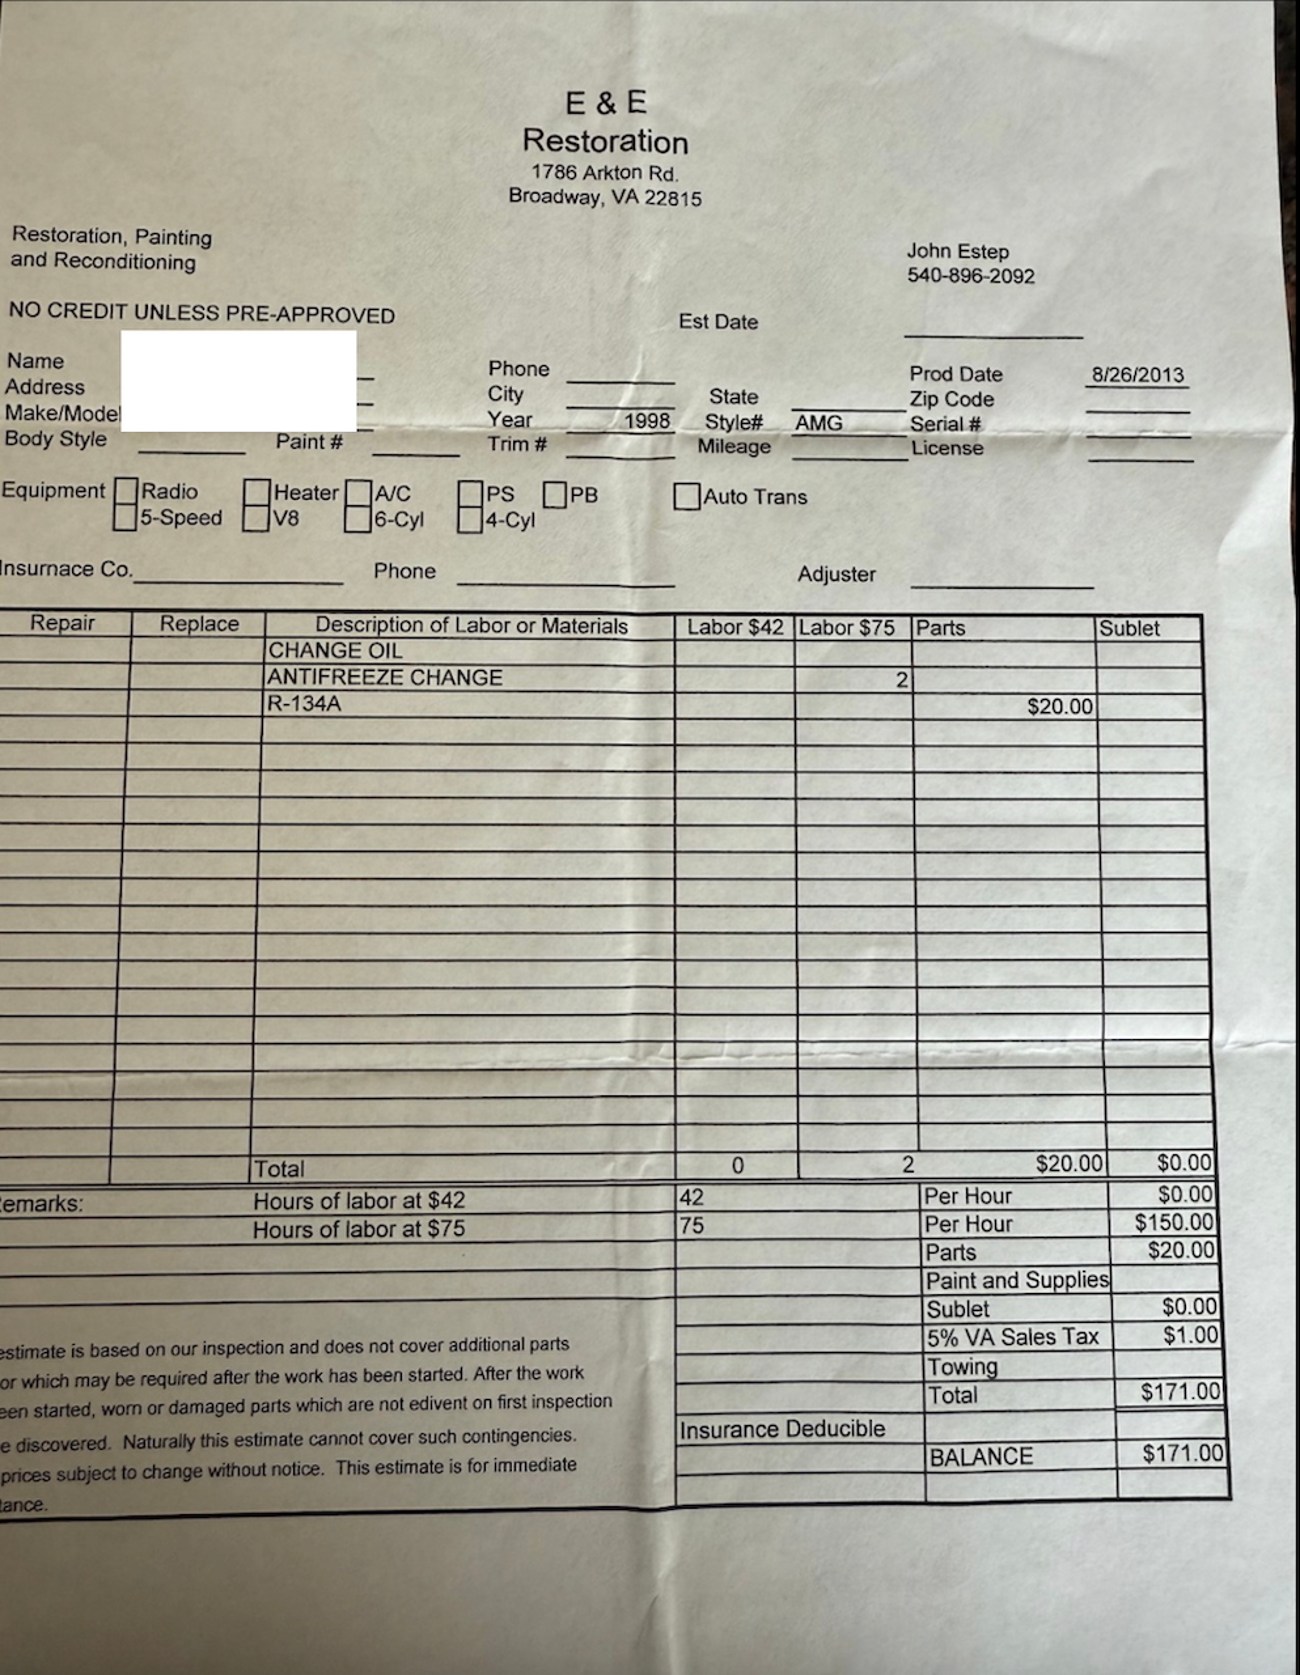 E & E
Restoration
1786 Arkton Rd.
Broadway, VA 22815
Restoration, Painting
and Reconditioning
John Estep
540-896-2092
NO CREDIT UNLESS PRE-APPROVED
Est Date
Name Phone Prod Date 8/26/2013
Address City State Zip Code
Make/Model Year 1998 Style# AMG Serial #
Body Style Paint # Trim # Mileage License
Equipment Radio Heater A/C PS PB Auto Trans
5-Speed V8 6-Cyl 4-Cyl
Insurnace Co. Phone Adjuster
Repair Replace Description of Labor or Materials Labor $42 Labor $75 Parts Sublet
CHANGE OIL
ANTIFREEZE CHANGE 2
R-134A $20.00
Total 0 2 $20.00 $0.00
emarks: Hours of labor at $42 42 Per Hour $0.00
Hours of labor at $75 75 Per Hour $150.00
Parts $20.00
Paint and Supplies
Sublet $0.00
5% VA Sales Tax $1.00
Towing
Total $171.00
Insurance Deducible
BALANCE $171.00
estimate is based on our inspection and does not cover additional parts
or which may be required after the work has been started. After the work
een started, worn or damaged parts which are not edivent on first inspection
e discovered. Naturally this estimate cannot cover such contingencies.
prices subject to change without notice. This estimate is for immediate
tance.